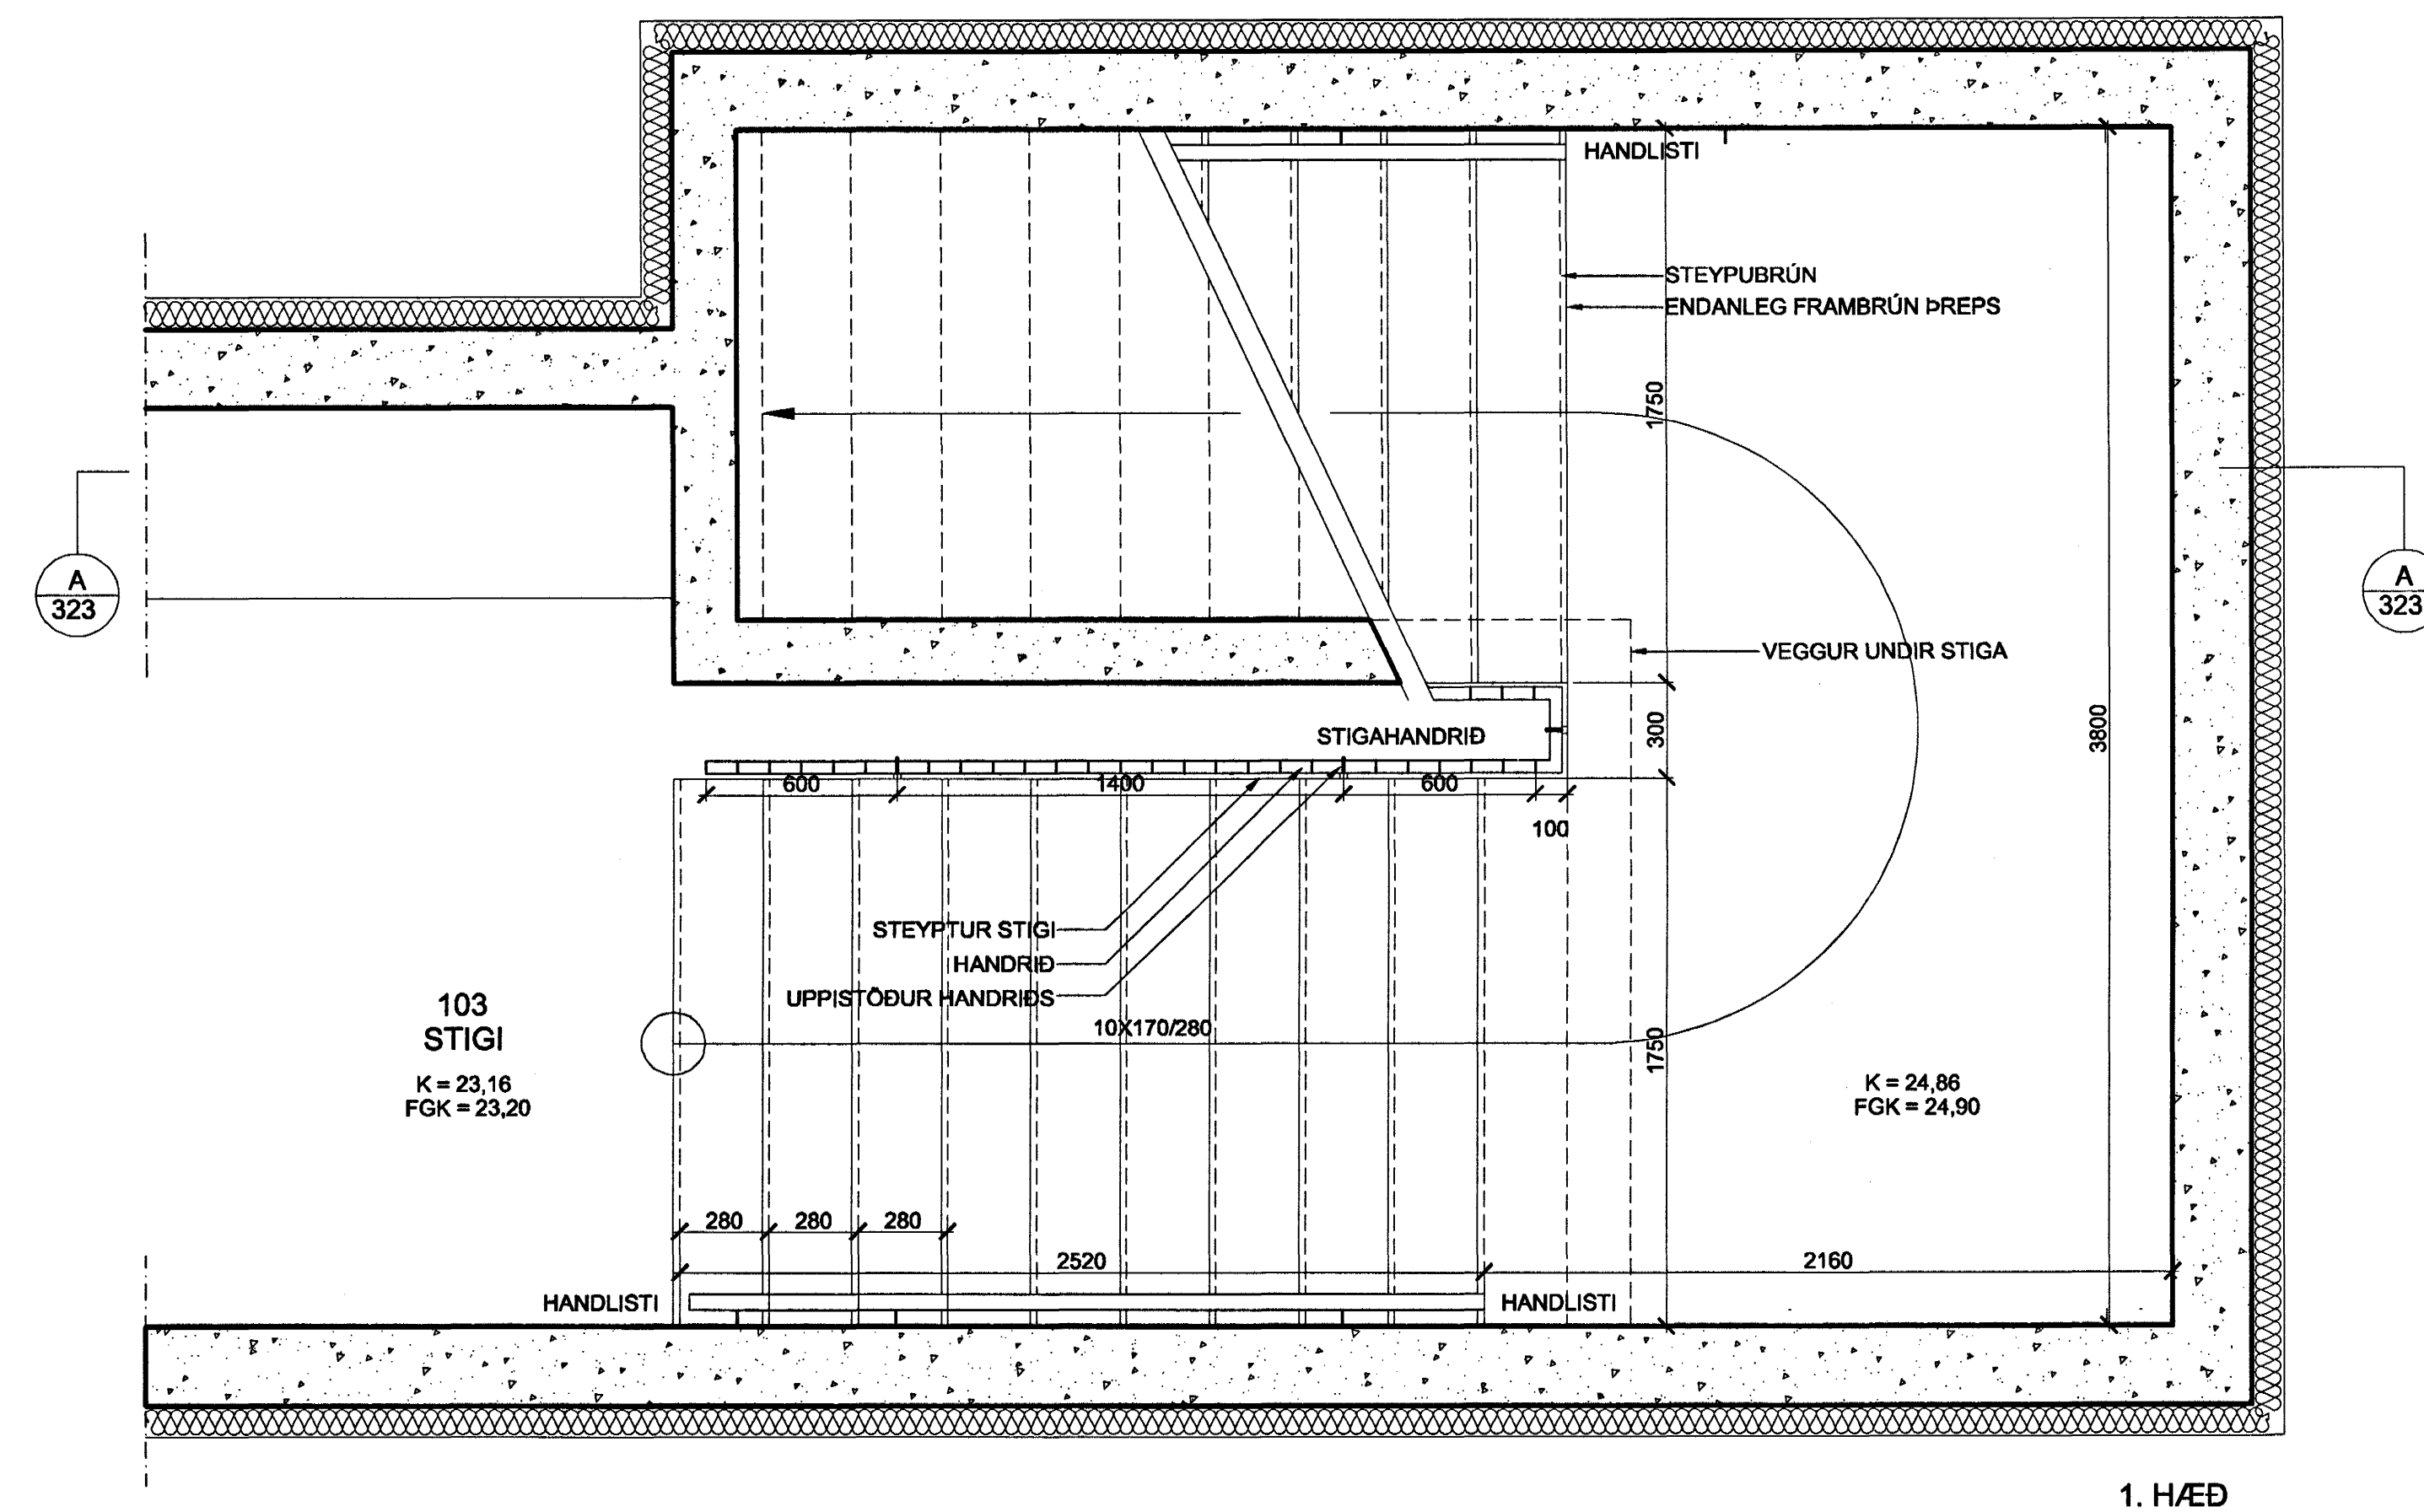 HANDLISTI
STEYPUBRÚN
ENDANLEG FRAMBRÚN ÞREPS
1750
A
323
A
323
VEGGUR UNDIR STIGA
STIGAHANDRIÐ
300
3800
600
1400
600
100
STEYPTUR STIGI
HANDRIÐ
UPPISTÖÐUR HANDRIÐS
103
STIGI
10X170/280
1750
K = 23,16
FGK = 23,20
K = 24,86
FGK = 24,90
280
280
280
2520
2160
HANDLISTI
HANDLISTI
1. HÆÐ